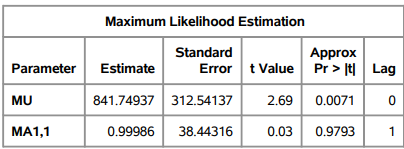 Maximum Likelihood Estimation
Parameter Estimate Standard Error t Value Approx Pr > |t| Lag
MU 841.74937 312.54137 2.69 0.0071 0
MA1,1 0.99986 38.44316 0.03 0.9793 1